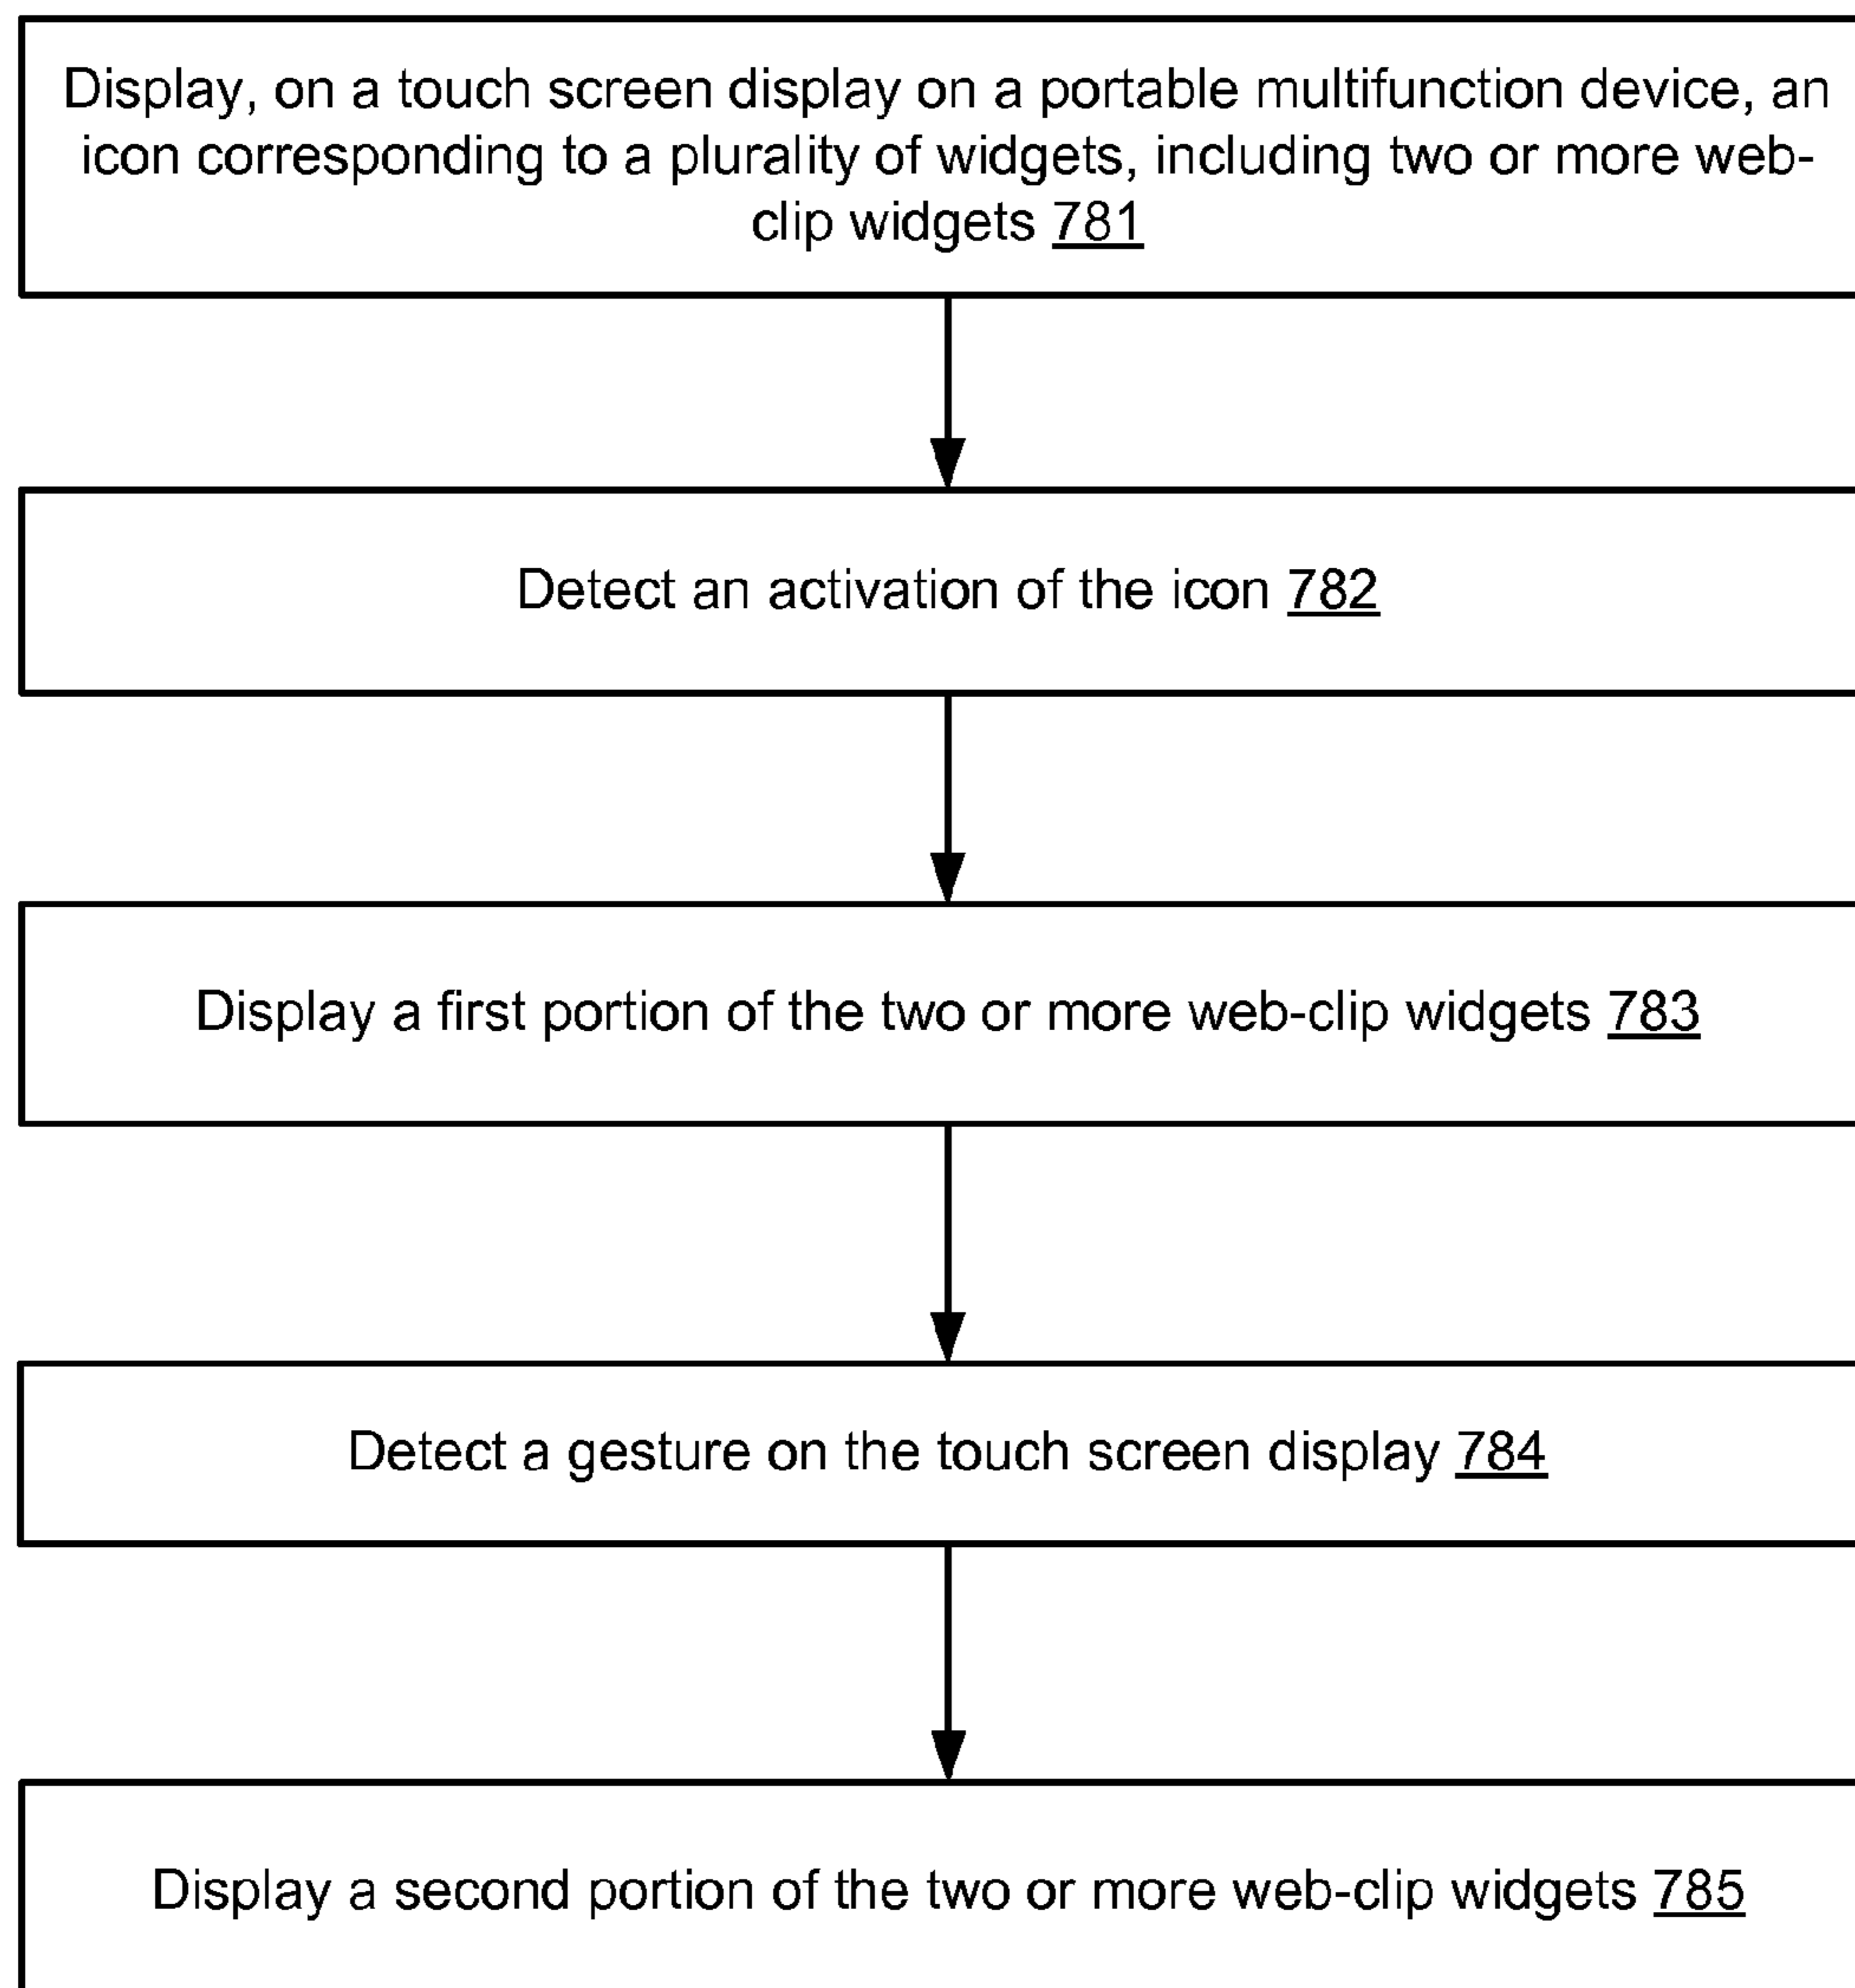 Display, on a touch screen display on a portable multifunction device, an
icon corresponding to a plurality of widgets, including two or more web-
clip widgets 781
Detect an activation of the icon 782
Display a first portion of the two or more web-clip widgets 783
Detect a gesture on the touch screen display 784
Display a second portion of the two or more web-clip widgets 785